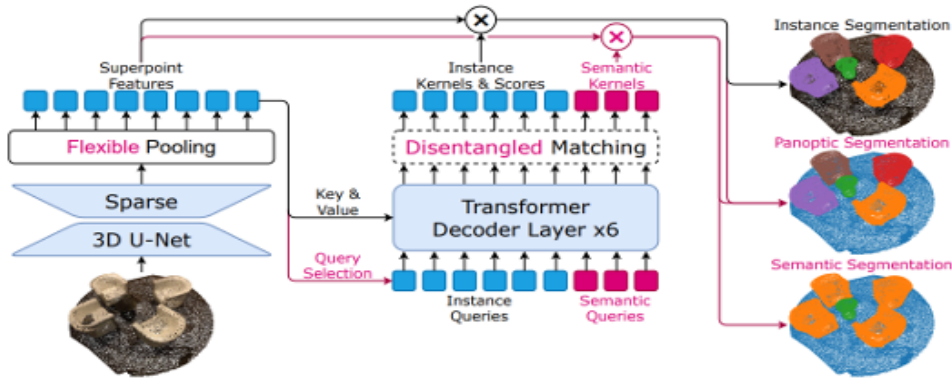 Superpoint
Features
Flexible Pooling
Sparse
3D U-Net
Key &
Value
Query
Selection
Instance
Kernels & Scores
Semantic
Kernels
Disentangled Matching
Transformer
Decoder Layer x6
Instance
Queries
Semantic
Queries
Instance Segmentation
Panoptic Segmentation
Semantic Segmentation